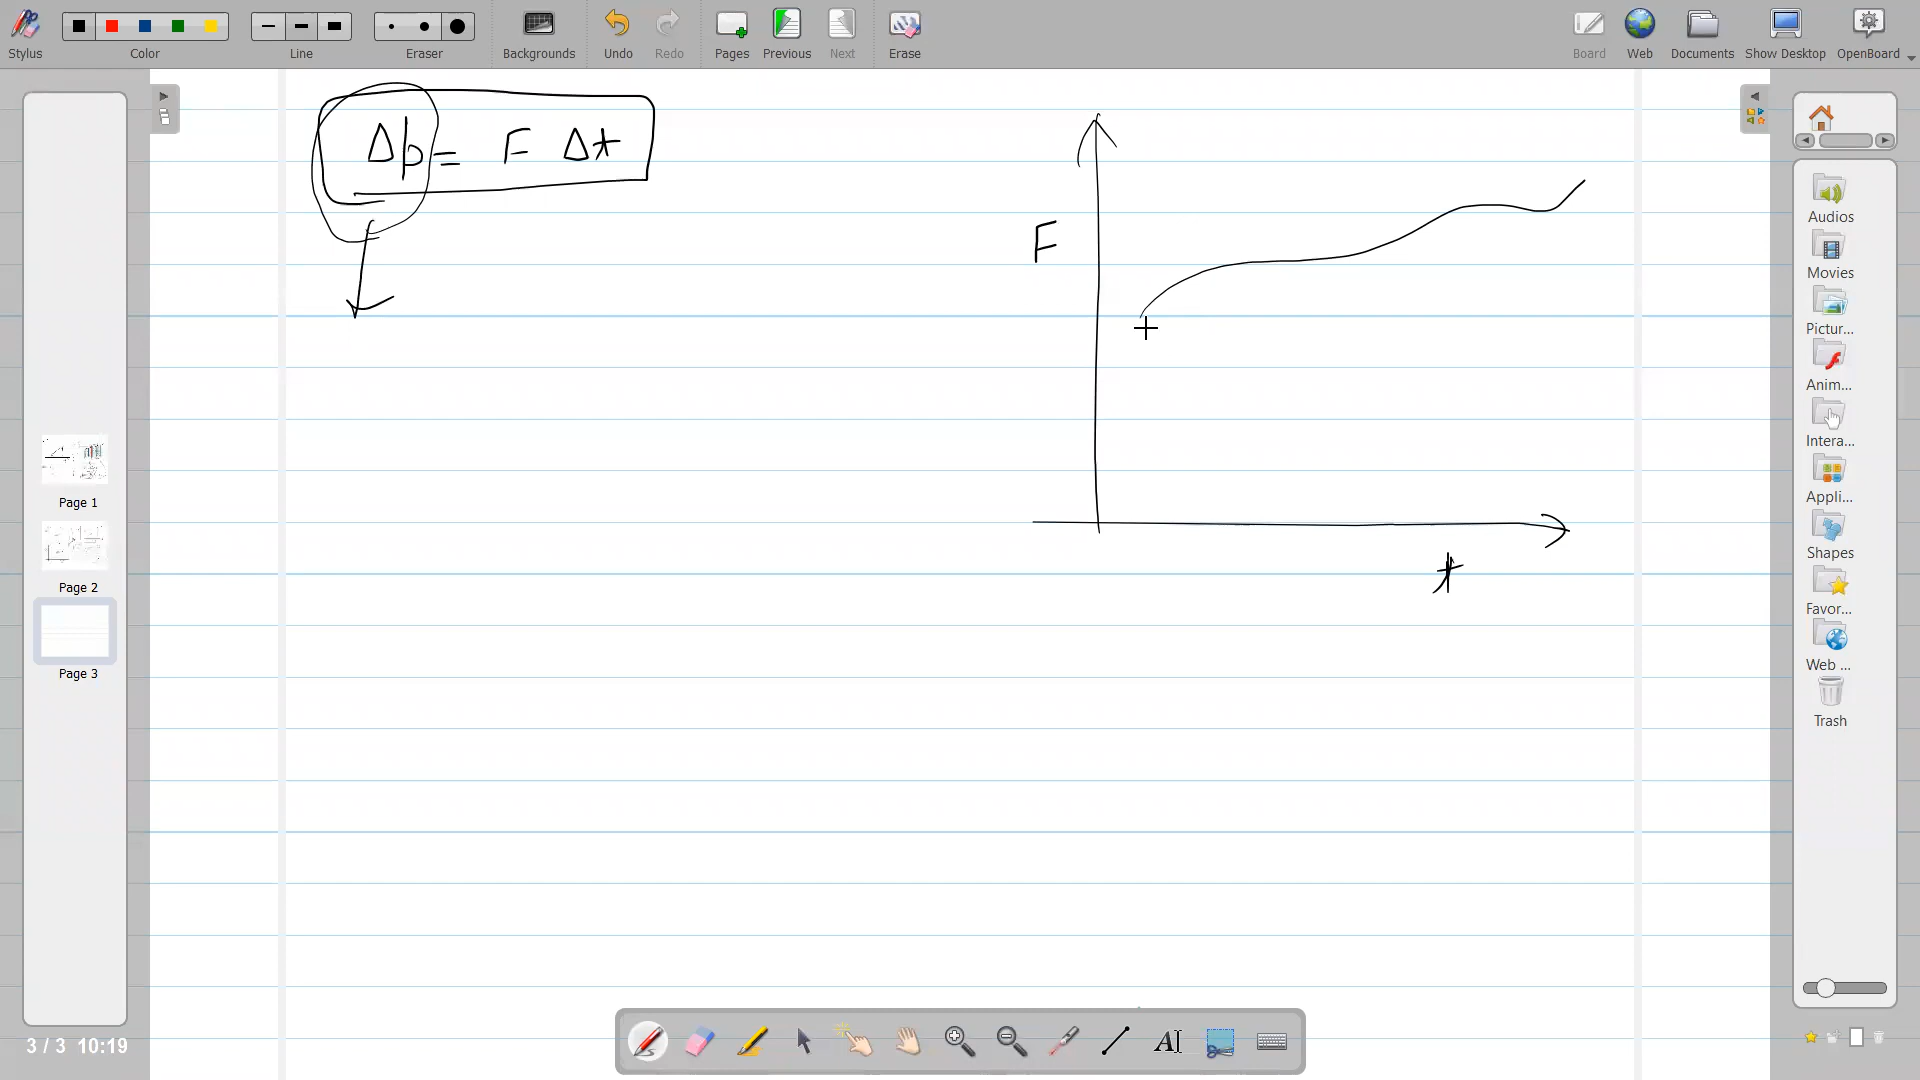 Stylus
Color
Line
Eraser
Backgrounds
Undo
Redo
Pages
Previous
Next
Erase
Board
Web
Documents
Show Desktop
OpenBoard
Δp = F Δt
F
t
Page 1
Page 2
Page 3
Audios
Movies
Pictur...
Anim...
Intera...
Appli...
Shapes
Favor...
Web ...
Trash
3 / 3 10:19
AI